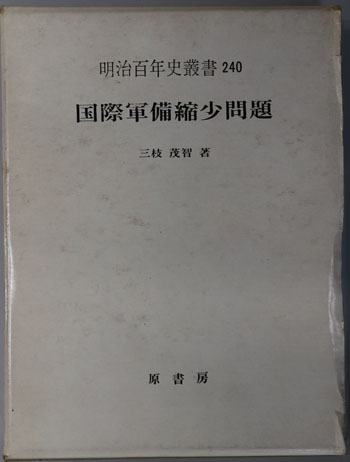 明治百年史叢書 240
国際軍備縮少問題
三枝 茂智 著
原書房